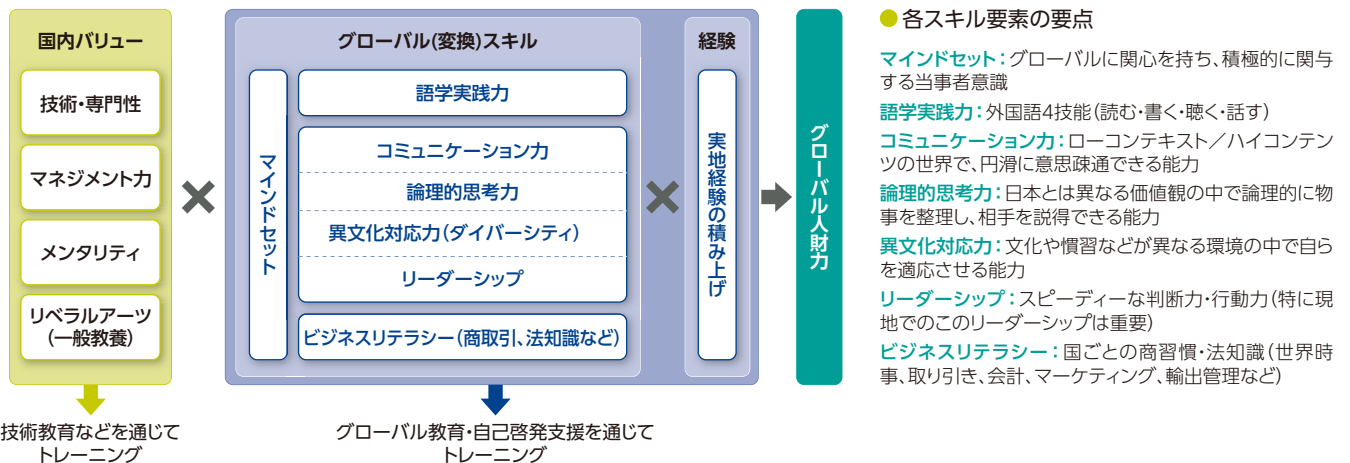 国内バリュー
技術・専門性
マネジメント力
メンタリティ
リベラルアーツ
(一般教養)
技術教育などを通じて
トレーニング
グローバル(変換)スキル
マインドセット
語学実践力
コミュニケーション力
論理的思考力
異文化対応力(ダイバーシティ)
リーダーシップ
ビジネスリテラシー(商取引、法知識など)
経験
実地経験の積み上げ
グローバル教育・自己啓発支援を通じて
トレーニング
グローバル人財力
●各スキル要素の要点
マインドセット：グローバルに関心を持ち、積極的に関与
する当事者意識
語学実践力：外国語4技能(読む・書く・聴く・話す)
コミュニケーション力：ローコンテキスト／ハイコンテン
ツの世界で、円滑に意思疎通できる能力
論理的思考力：日本とは異なる価値観の中で論理的に物
事を整理し、相手を説得できる能力
異文化対応力：文化や慣習などが異なる環境の中で自ら
を適応させる能力
リーダーシップ：スピーディーな判断力・行動力(特に現
地でのこのリーダーシップは重要)
ビジネスリテラシー：国ごとの商習慣・法知識(世界時
事、取り引き、会計、マーケティング、輸出管理など)